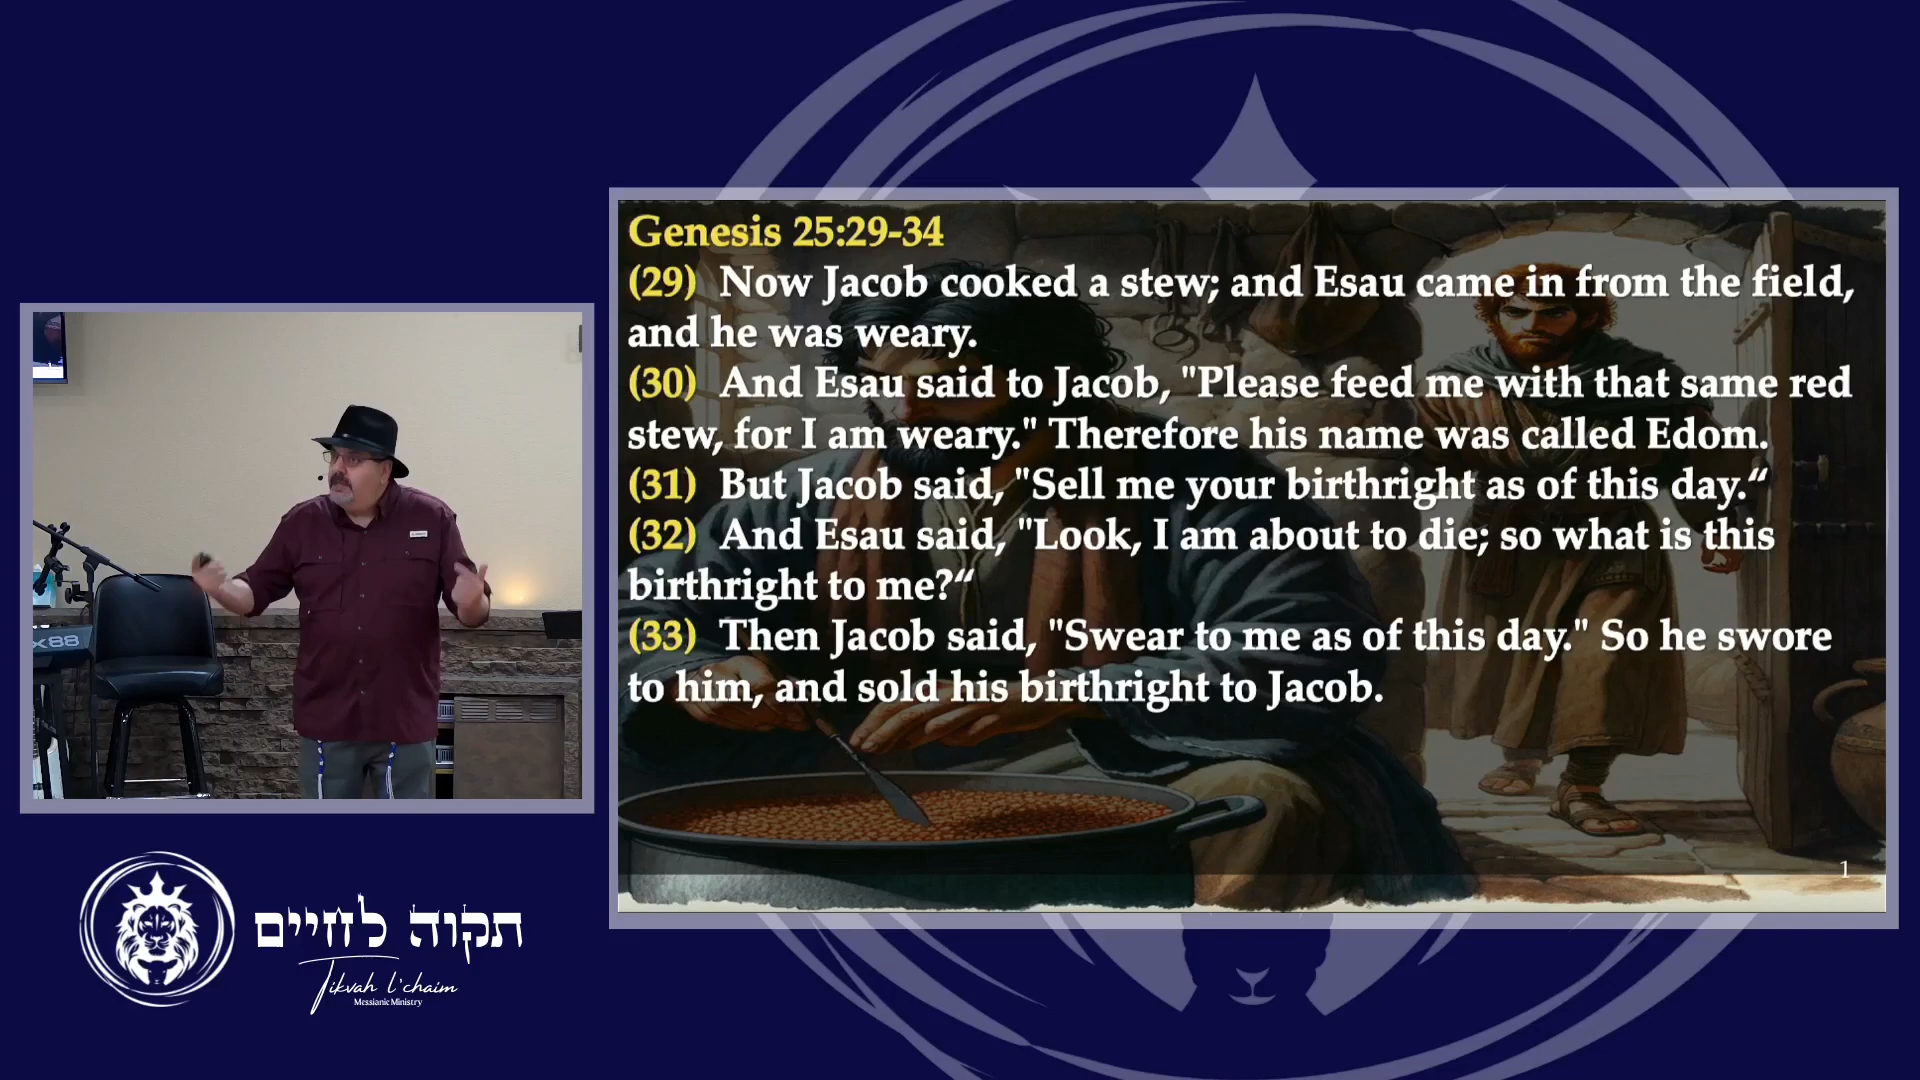 Genesis 25:29-34
(29) Now Jacob cooked a stew; and Esau came in from the field,
and he was weary.
(30) And Esau said to Jacob, "Please feed me with that same red
stew, for I am weary." Therefore his name was called Edom.
(31) But Jacob said, "Sell me your birthright as of this day.“
(32) And Esau said, "Look, I am about to die; so what is this
birthright to me?“
(33) Then Jacob said, "Swear to me as of this day." So he swore
to him, and sold his birthright to Jacob.
1
X88
תקוה לחיים
Tikvah l'chaim
Messianic Ministry